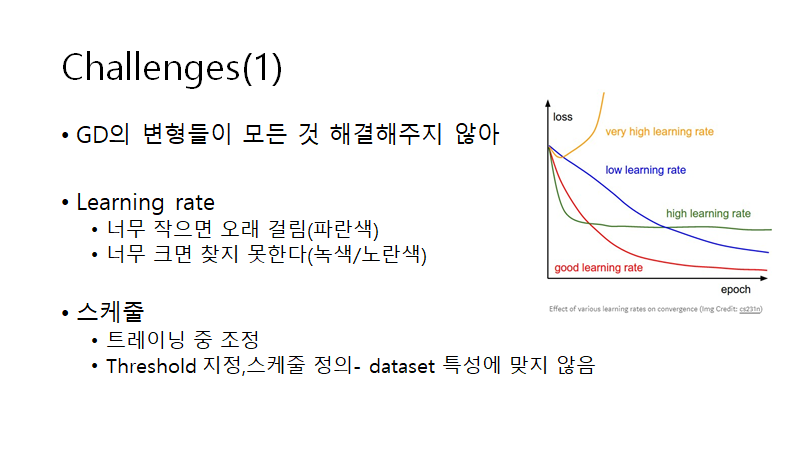 Challenges(1)
• GD의 변형들이 모든 것 해결해주지 않아
• Learning rate
• 너무 작으면 오래 걸림(파란색)
• 너무 크면 찾지 못한다(녹색/노란색)
• 스케줄
• 트레이닝 중 조정
• Threshold 지정,스케줄 정의- dataset 특성에 맞지 않음
loss
very high learning rate
low learning rate
high learning rate
good learning rate
epoch
Effect of various learning rates on convergence (Img Credit: cs231n)